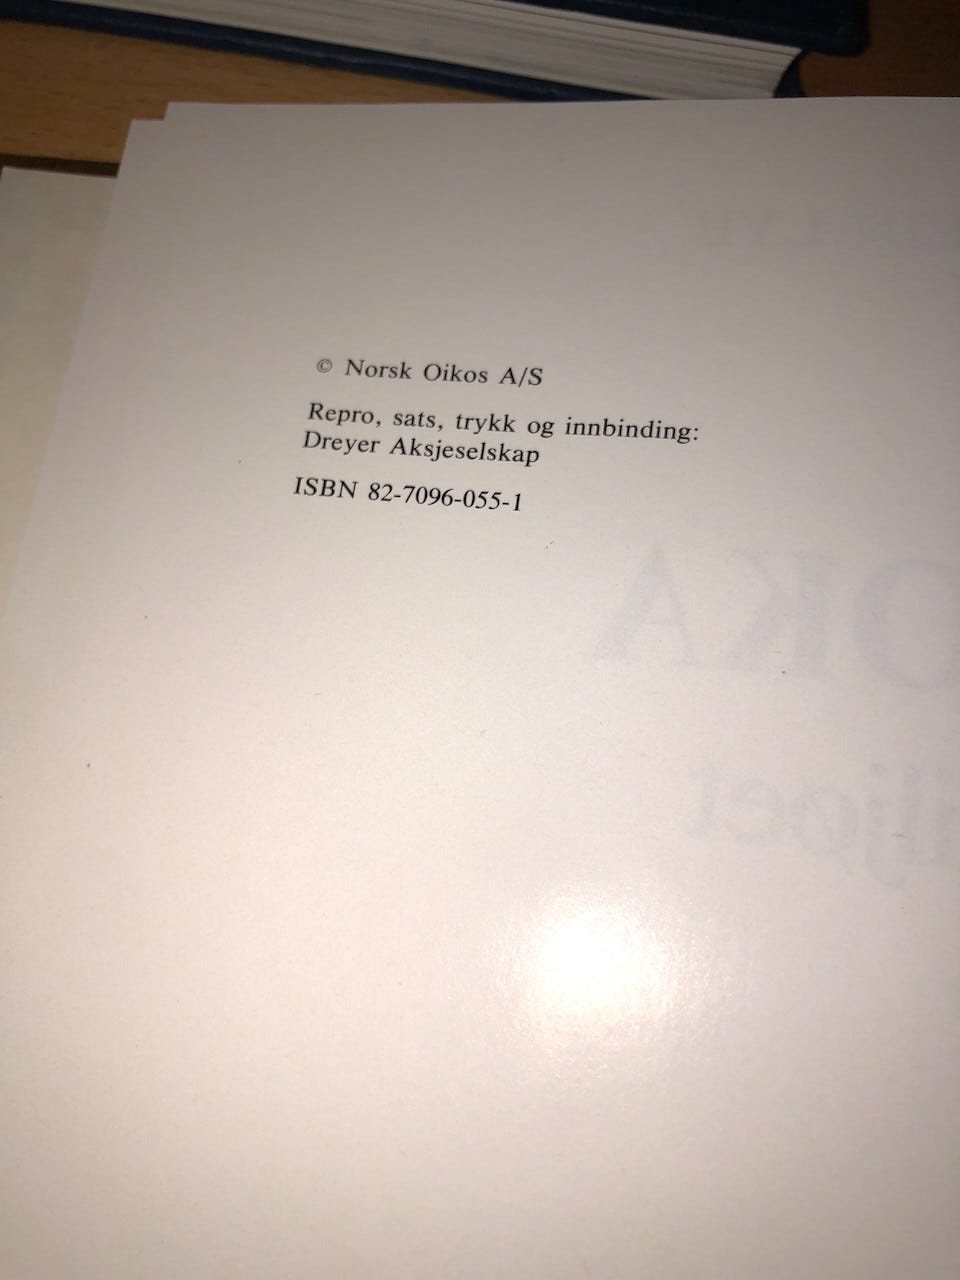 © Norsk Oikos A/S
Repro, sats, trykk og innbinding:
Dreyer Aksjeselskap
ISBN 82-7096-055-1